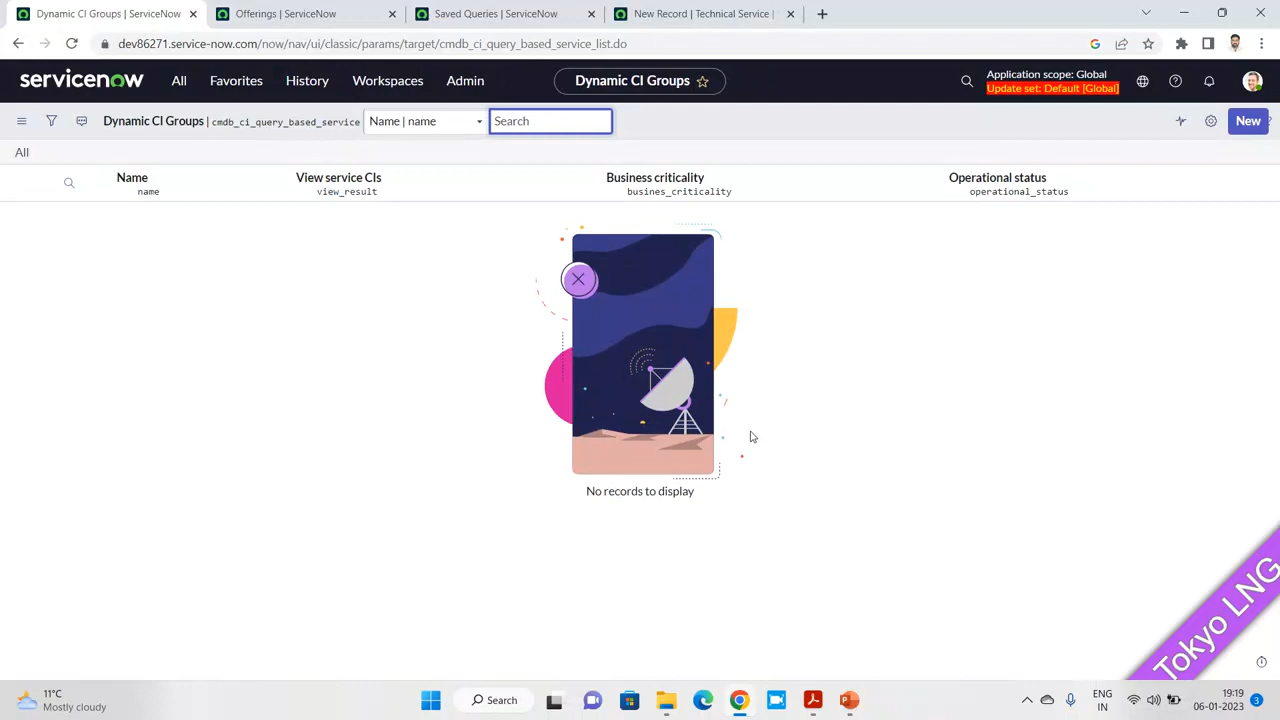 Dynamic CI Groups | ServiceNow
Offerings | ServiceNow
Saved Queries | ServiceNow
New Record | Technical Service |
dev86271.service-now.com/now/nav/ui/classic/params/target/cmdb_ci_query_based_service_list.do
servicenow All Favorites History Workspaces Admin Dynamic CI Groups
Application scope: Global
Update set: Default [Global]
Dynamic CI Groups | cmdb_ci_query_based_service Name | name Search New
All
Name View service CIs Business criticality Operational status
name view_result busines_criticality operational_status
No records to display
Tokyo LNG
11°C
Mostly cloudy
Search
ENG
IN
19:19
06-01-2023
3